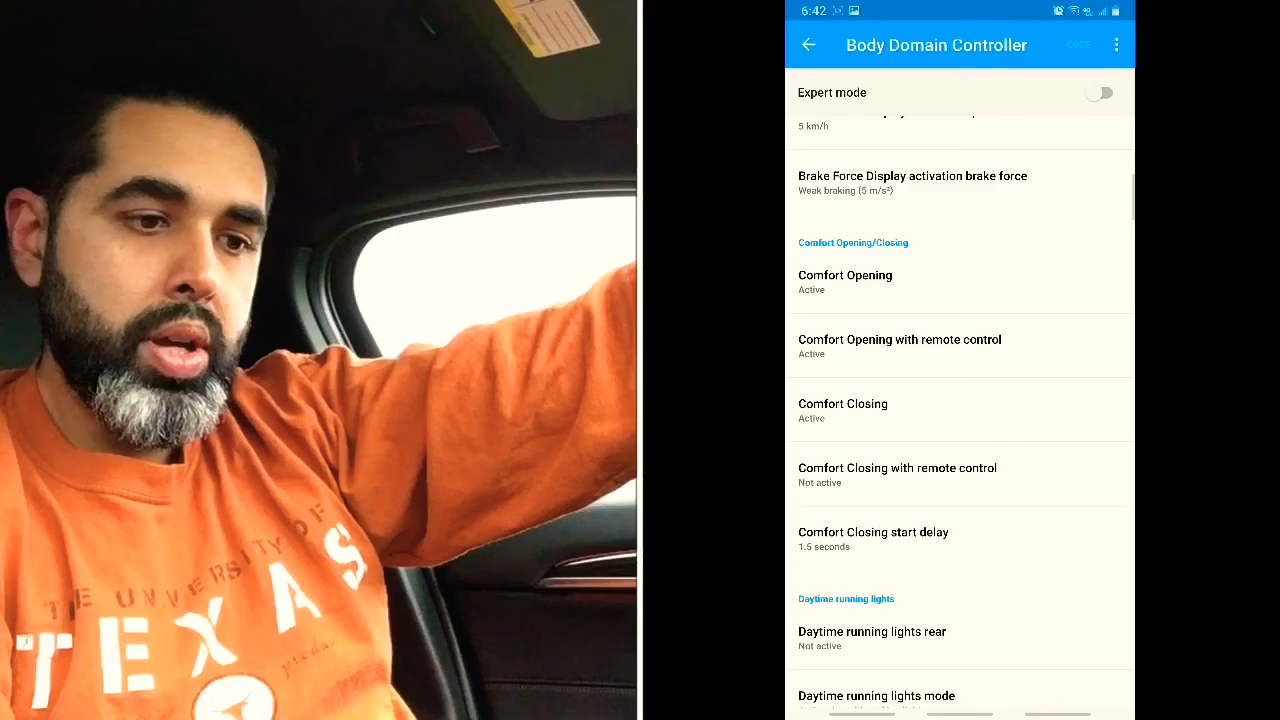 THE UNIVERSITY OF
TEXAS
6:42
Body Domain Controller
CODE
Expert mode
5 km/h
Brake Force Display activation brake force
Weak braking (5 m/s²)
Comfort Opening/Closing
Comfort Opening
Active
Comfort Opening with remote control
Active
Comfort Closing
Active
Comfort Closing with remote control
Not active
Comfort Closing start delay
1.5 seconds
Daytime running lights
Daytime running lights rear
Not active
Daytime running lights mode